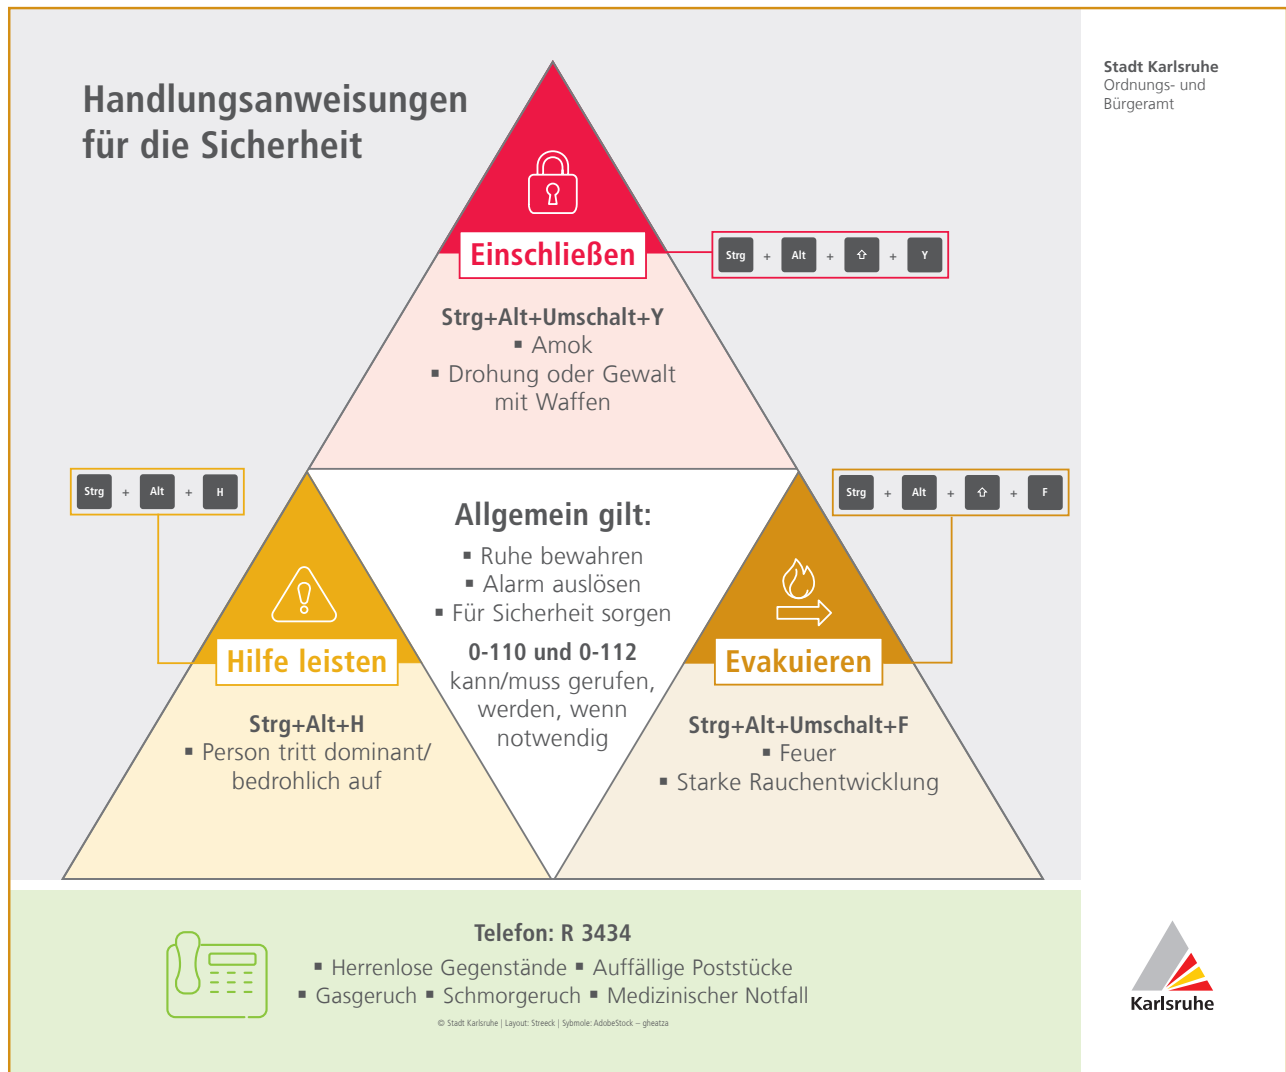 Handlungsanweisungen
für die Sicherheit
Stadt Karlsruhe
Ordnungs- und
Bürgeramt
Einschließen
Strg + Alt + ⇧ + Y
Strg+Alt+Umschalt+Y
▪ Amok
▪ Drohung oder Gewalt
mit Waffen
Strg + Alt + H
Hilfe leisten
Strg+Alt+H
▪ Person tritt dominant/
bedrohlich auf
Allgemein gilt:
▪ Ruhe bewahren
▪ Alarm auslösen
▪ Für Sicherheit sorgen
0-110 und 0-112
kann/muss gerufen,
werden, wenn
notwendig
Strg + Alt + ⇧ + F
Evakuieren
Strg+Alt+Umschalt+F
▪ Feuer
▪ Starke Rauchentwicklung
Telefon: R 3434
▪ Herrenlose Gegenstände ▪ Auffällige Poststücke
▪ Gasgeruch ▪ Schmorgeruch ▪ Medizinischer Notfall
© Stadt Karlsruhe | Layout: Streeck | Sybmole: AdobeStock – gheatza
Karlsruhe